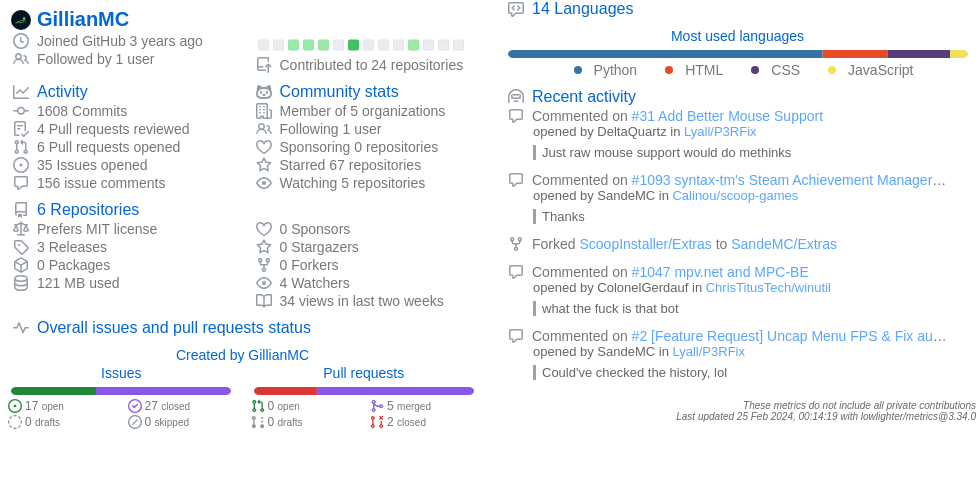 GillianMC
Joined GitHub 3 years ago
Followed by 1 user
Contributed to 24 repositories
Activity
1608 Commits
4 Pull requests reviewed
6 Pull requests opened
35 Issues opened
156 issue comments
Community stats
Member of 5 organizations
Following 1 user
Sponsoring 0 repositories
Starred 67 repositories
Watching 5 repositories
6 Repositories
Prefers MIT license
3 Releases
0 Packages
121 MB used
0 Sponsors
0 Stargazers
0 Forkers
4 Watchers
34 views in last two weeks
Overall issues and pull requests status
Created by GillianMC
Issues
17 open
27 closed
0 drafts
0 skipped
Pull requests
0 open
5 merged
0 drafts
2 closed
14 Languages
Most used languages
Python HTML CSS JavaScript
Recent activity
Commented on #31 Add Better Mouse Support
opened by DeltaQuartz in Lyall/P3RFix
Just raw mouse support would do methinks
Commented on #1093 syntax-tm's Steam Achievement Manager…
opened by SandeMC in Calinou/scoop-games
Thanks
Forked ScoopInstaller/Extras to SandeMC/Extras
Commented on #1047 mpv.net and MPC-BE
opened by ColonelGerdauf in ChrisTitusTech/winutil
what the fuck is that bot
Commented on #2 [Feature Request] Uncap Menu FPS & Fix au…
opened by SandeMC in Lyall/P3RFix
Could've checked the history, lol
These metrics do not include all private contributions
Last updated 25 Feb 2024, 00:14:19 with lowlighter/metrics@3.34.0